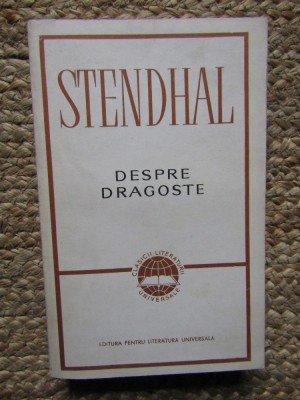 STENDHAL
DESPRE
DRAGOSTE
CLASICII LITERATURII
UNIVERSALE
EDITURA PENTRU LITERATURA UNIVERSALA